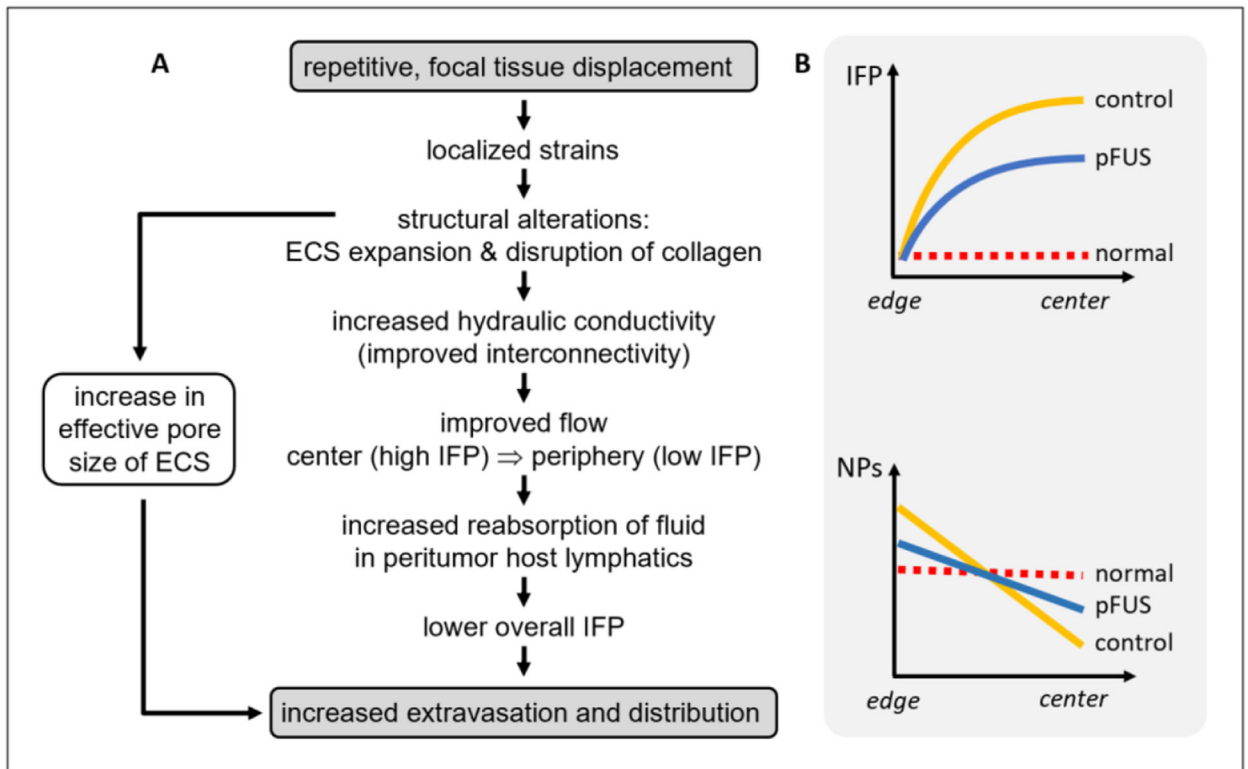 A
repetitive, focal tissue displacement
localized strains
structural alterations:
ECS expansion & disruption of collagen
increased hydraulic conductivity
(improved interconnectivity)
increase in
effective pore
size of ECS
improved flow
center (high IFP) ⇒ periphery (low IFP)
increased reabsorption of fluid
in peritumor host lymphatics
lower overall IFP
increased extravasation and distribution
B
IFP
control
pFUS
normal
edge
center
NPs
normal
pFUS
control
edge
center